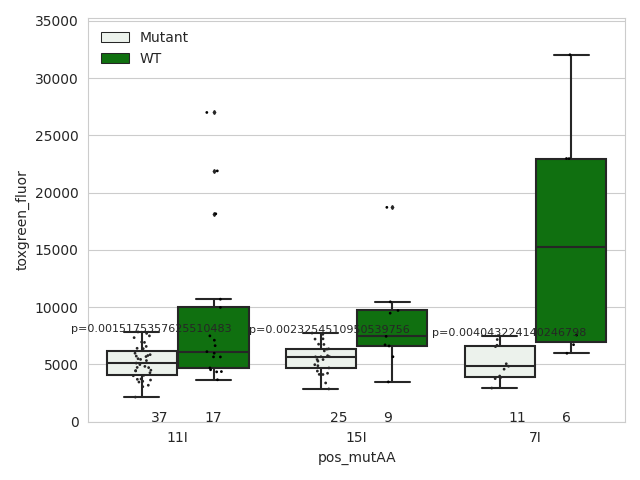 35000
30000
25000
20000
15000
10000
5000
0
toxgreen_fluor
Mutant
WT
p=0.0015175357625510483
p=0.0023254510950539756
p=0.004043224140246798
37 17 25 9 11 6
11I 15I 7I
pos_mutAA